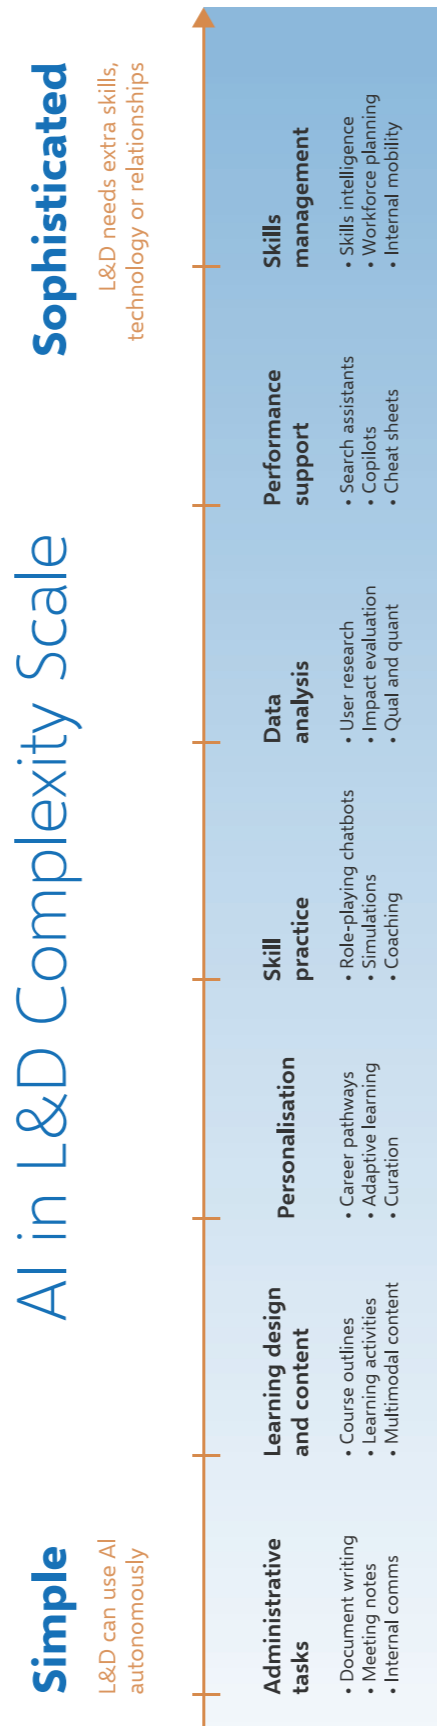 AI in L&D Complexity Scale
Simple
L&D can use AI
autonomously
Sophisticated
L&D needs extra skills,
technology or relationships
Administrative
tasks
• Document writing
• Meeting notes
• Internal comms
Learning design
and content
• Course outlines
• Learning activities
• Multimodal content
Personalisation
• Career pathways
• Adaptive learning
• Curation
Skill
practice
• Role-playing chatbots
• Simulations
• Coaching
Data
analysis
• User research
• Impact evaluation
• Qual and quant
Performance
support
• Search assistants
• Copilots
• Cheat sheets
Skills
management
• Skills intelligence
• Workforce planning
• Internal mobility